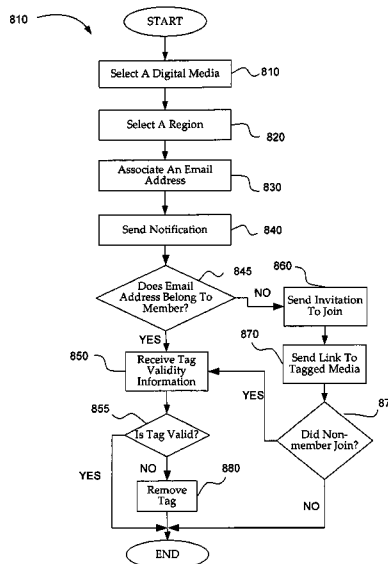 810
START
Select A Digital Media
810
Select A Region
820
Associate An Email
Address
830
Send Notification
840
845
Does Email
Address Belong To
Member?
NO
860
Send Invitation
To Join
870
Send Link To
Tagged Media
YES
850
Receive Tag
Validity
Information
YES
87
Did Non-
member Join?
855
Is Tag Valid?
YES
NO
880
Remove
Tag
NO
END